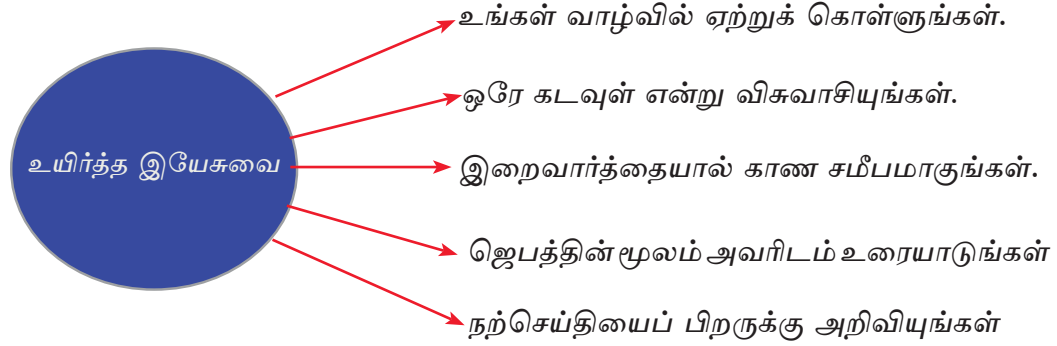 உங்கள் வாழ்வில் ஏற்றுக் கொள்ளுங்கள்.
ஒரே கடவுள் என்று விசுவாசியுங்கள்.
உயிர்த்த இயேசுவை
இறைவார்த்தையால் காண சமீபமாகுங்கள்.
ஜெபத்தின் மூலம் அவரிடம் உரையாடுங்கள்
நற்செய்தியைப் பிறருக்கு அறிவியுங்கள்